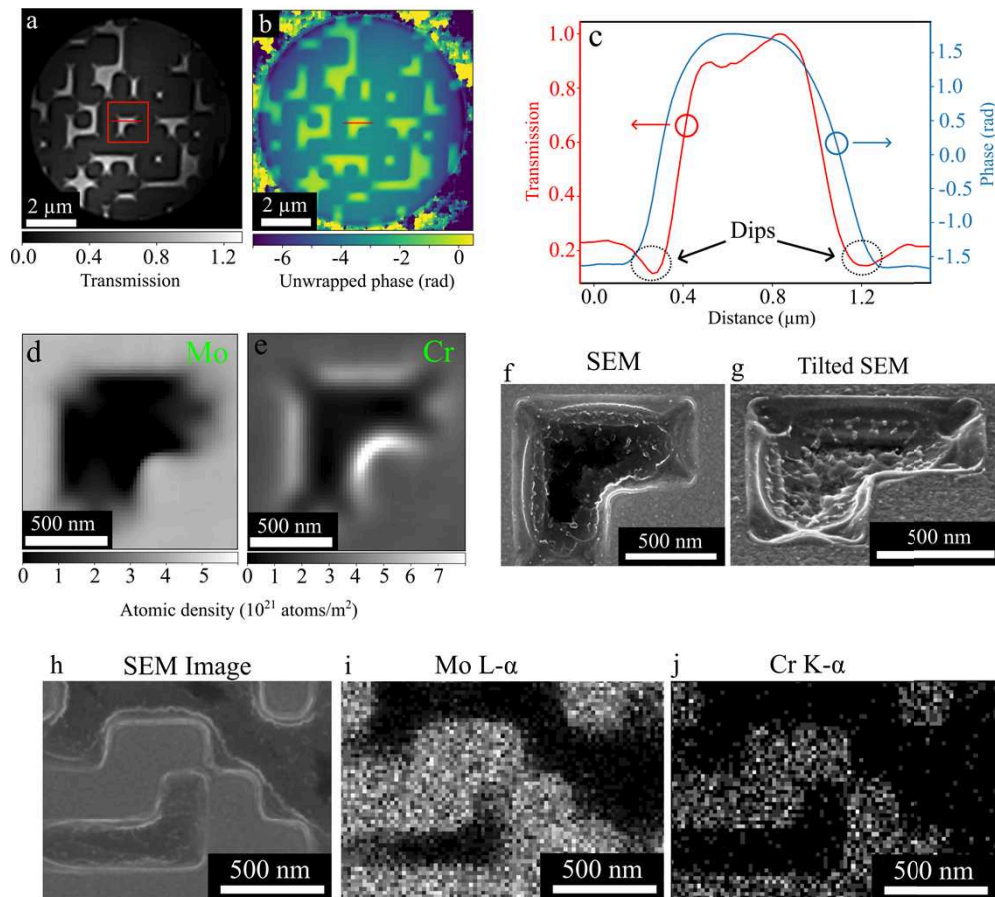 a
2 µm
0.0 0.4 0.8 1.2
Transmission
b
2 µm
−6 −4 −2 0
Unwrapped phase (rad)
c
1.0
0.8
0.6
0.4
0.2
Transmission
1.5
1.0
0.5
0.0
-0.5
-1.0
-1.5
Phase (rad)
Dips
0.0 0.4 0.8 1.2
Distance (µm)
d
Mo
500 nm
0 1 2 3 4 5
e
Cr
500 nm
0 1 2 3 4 5 6 7
Atomic density (10²¹ atoms/m²)
f
SEM
500 nm
g
Tilted SEM
500 nm
h
SEM Image
500 nm
i
Mo L-α
500 nm
j
Cr K-α
500 nm